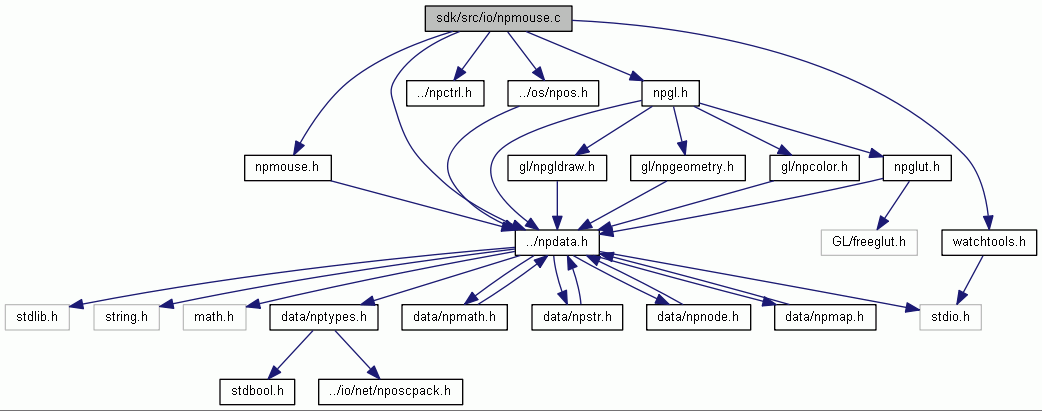 sdk/src/io/npmouse.c
../npctrl.h
../os/npos.h
npgl.h
npmouse.h
gl/npgldraw.h
gl/npgeometry.h
gl/npcolor.h
npglut.h
../npdata.h
GL/freeglut.h
watchtools.h
stdlib.h
string.h
math.h
data/nptypes.h
data/npmath.h
data/npstr.h
data/npnode.h
data/npmap.h
stdio.h
stdbool.h
../io/net/nposcpack.h